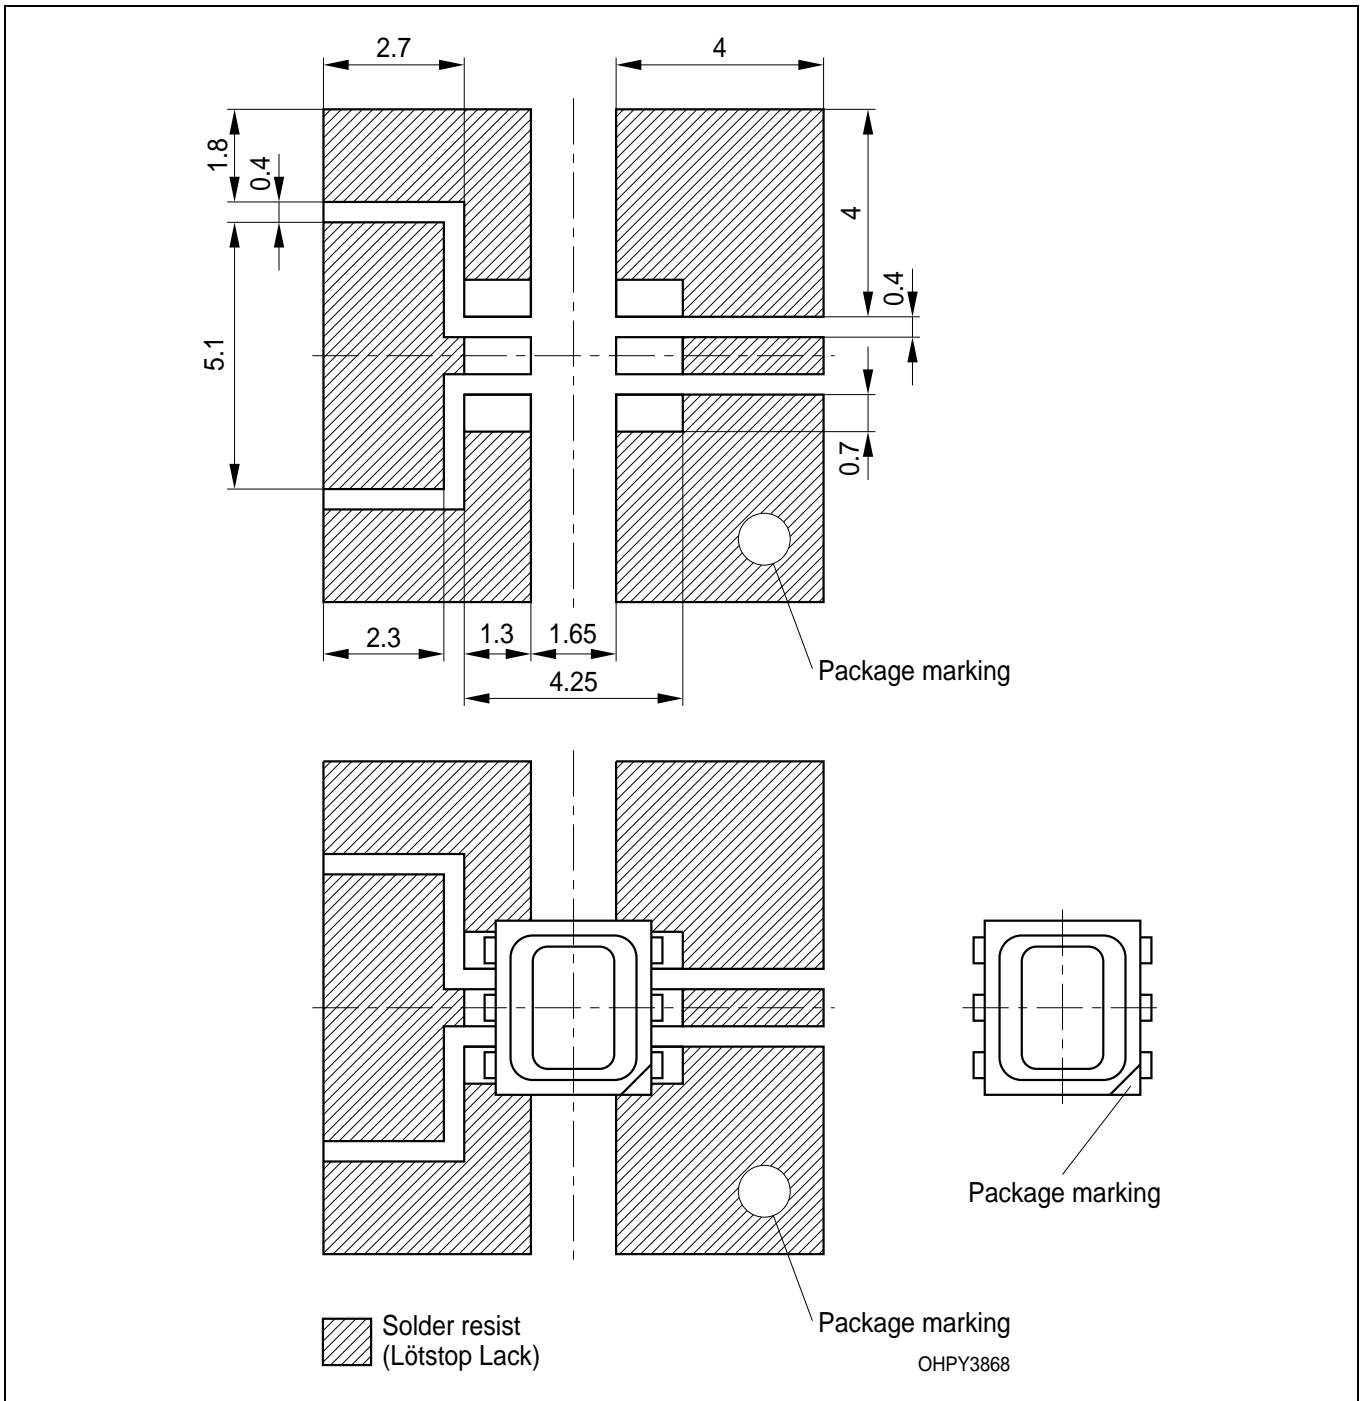 2.7
4
1.8
0.4
4
0.4
5.1
0.7
2.3
1.3
1.65
4.25
Package marking
Package marking
Package marking
Solder resist
(Lötstop Lack)
OHPY3868